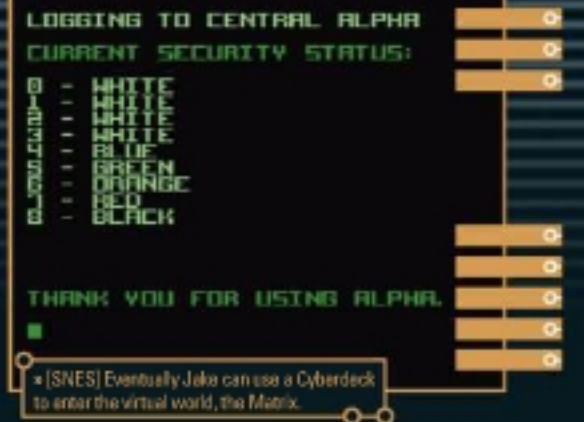 LOGGING TO CENTRAL ALPHA
CURRENT SECURITY STATUS:
0 - WHITE
1 - WHITE
2 - WHITE
3 - WHITE
4 - BLUE
5 - GREEN
6 - ORANGE
7 - RED
8 - BLACK
THANK YOU FOR USING ALPHA.
» [SNES] Eventually Jake can use a Cyberdeck
to enter the virtual world, the Matrix.